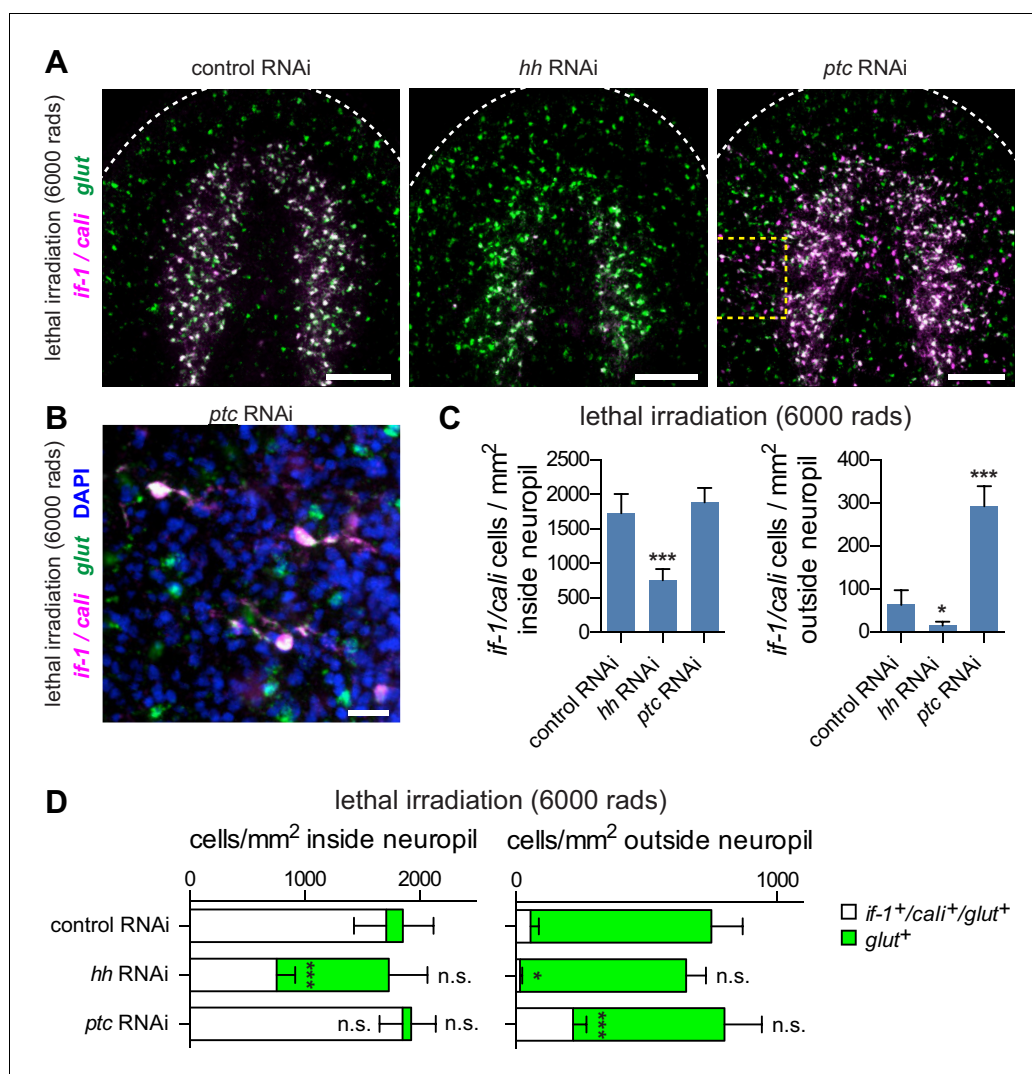 A
control RNAi
hh RNAi
ptc RNAi
lethal irradiation (6000 rads)
if-1 / cali glut
B
ptc RNAi
lethal irradiation (6000 rads)
if-1 / cali glut DAPI
C
lethal irradiation (6000 rads)
if-1/cali cells / mm2
inside neuropil
2500
2000
1500
1000
500
0
***
control RNAi
hh RNAi
ptc RNAi
if-1/cali cells / mm2
outside neuropil
400
300
200
100
0
*
***
control RNAi
hh RNAi
ptc RNAi
D
lethal irradiation (6000 rads)
cells/mm2 inside neuropil
cells/mm2 outside neuropil
0
1000
2000
0
1000
control RNAi
hh RNAi
***
n.s.
*
n.s.
ptc RNAi
n.s.
n.s.
***
n.s.
if-1+/cali+/glut+
glut+